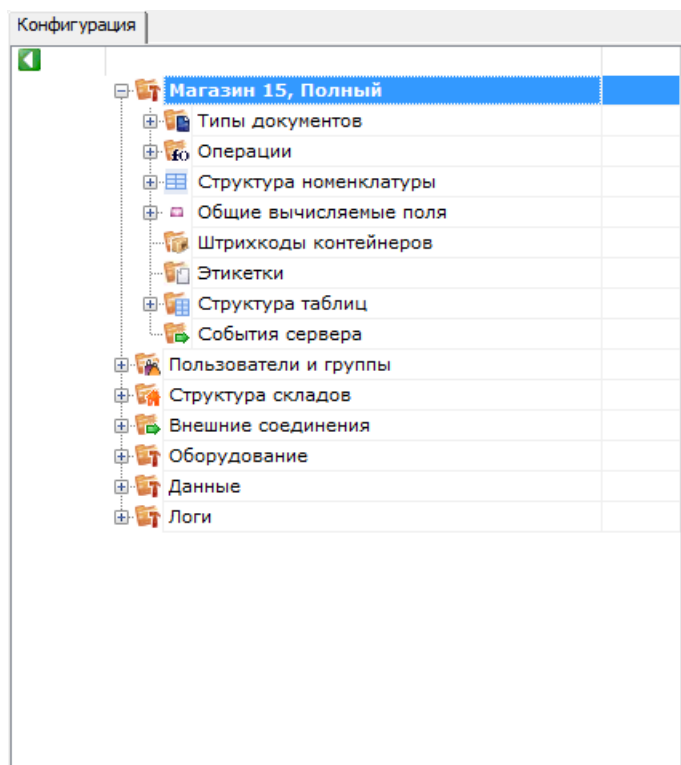 Конфигурация
Магазин 15, Полный
Типы документов
Операции
Структура номенклатуры
Общие вычисляемые поля
Штрихкоды контейнеров
Этикетки
Структура таблиц
События сервера
Пользователи и группы
Структура складов
Внешние соединения
Оборудование
Данные
Логи